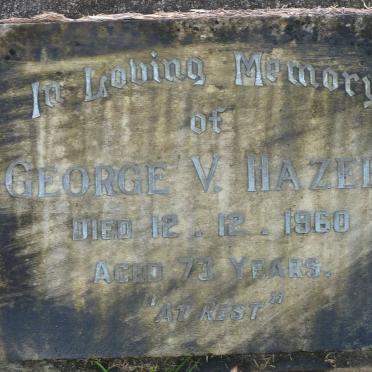 In Loving Memory
of
GEORGE V. HAZEL
DIED 12 . 12 . 1960
AGED 73 YEARS.
"AT REST"